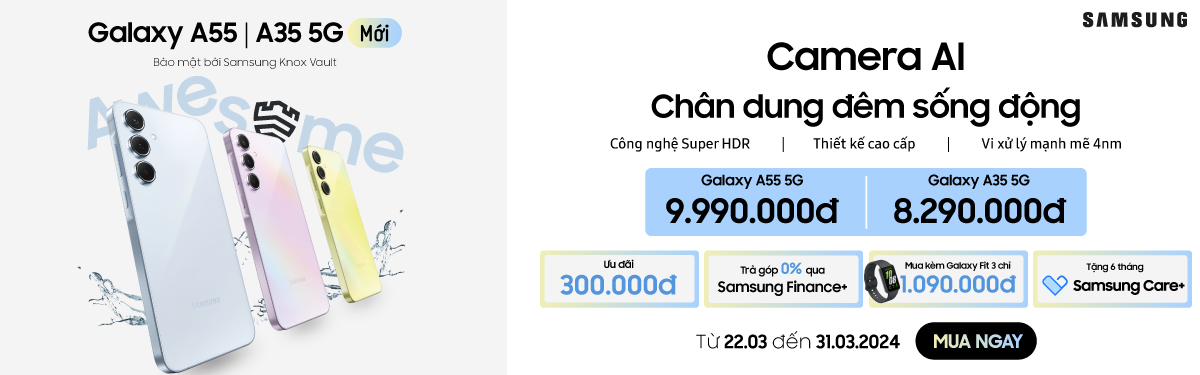 Galaxy A55 | A35 5G Mới
Bảo mật bởi Samsung Knox Vault
Awesome
SAMSUNG
SAMSUNG
Camera AI
Chân dung đêm sống động
Công nghệ Super HDR | Thiết kế cao cấp | Vi xử lý mạnh mẽ 4nm
Galaxy A55 5G
9.990.000đ
Galaxy A35 5G
8.290.000đ
Ưu đãi
300.000đ
Trả góp 0% qua
Samsung Finance+
Mua kèm Galaxy Fit 3 chỉ
1.090.000đ
Tặng 6 tháng
Samsung Care+
Từ 22.03 đến 31.03.2024
MUA NGAY